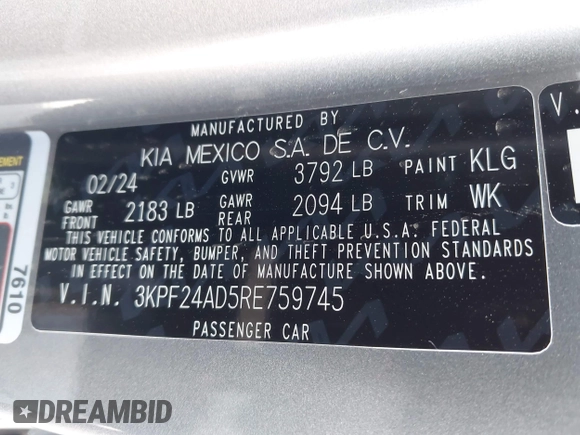 MANUFACTURED BY
KIA MEXICO S.A. DE C.V.
02/24 GVWR 3792 LB PAINT KLG
GAWR FRONT 2183 LB GAWR REAR 2094 LB TRIM WK
THIS VEHICLE CONFORMS TO ALL APPLICABLE U.S.A. FEDERAL
MOTOR VEHICLE SAFETY, BUMPER, AND THEFT PREVENTION STANDARDS
IN EFFECT ON THE DATE OF MANUFACTURE SHOWN ABOVE.
V.I.N. 3KPF24AD5RE759745
PASSENGER CAR
7610
V.
DREAMBID